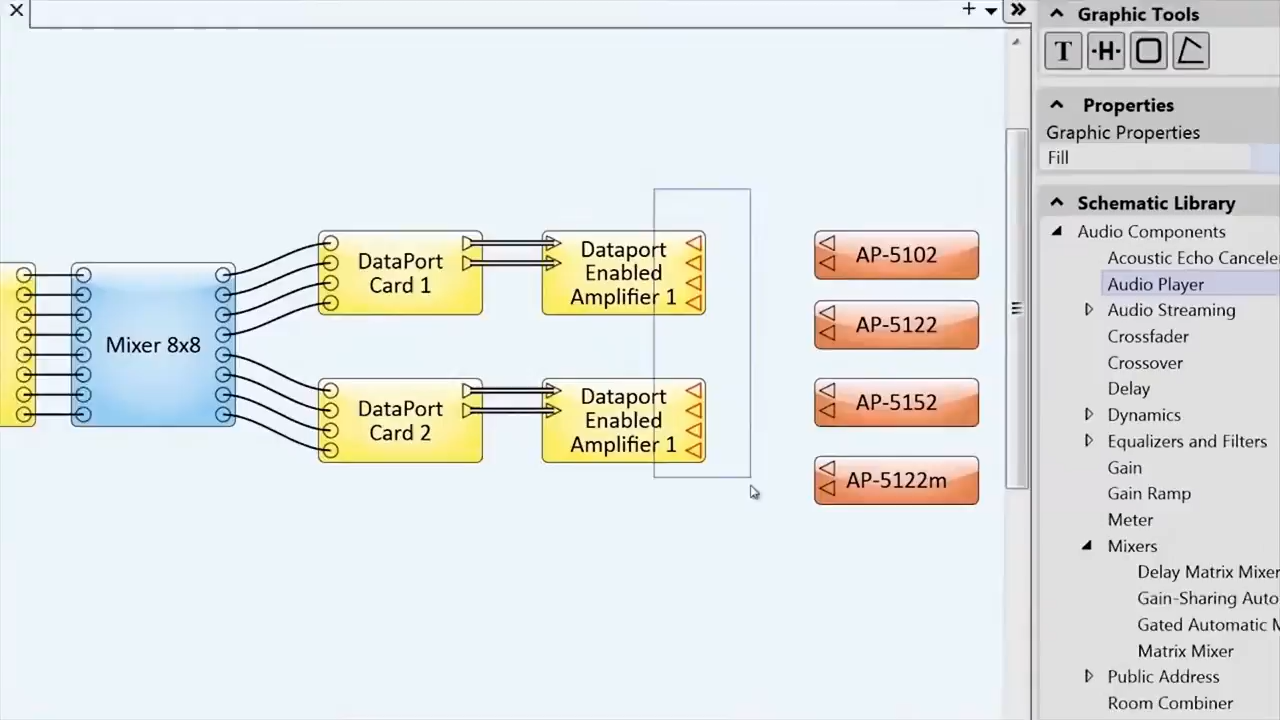 Graphic Tools
T
·H·
Properties
Graphic Properties
Fill
Schematic Library
Audio Components
Acoustic Echo Canceler
Audio Player
Audio Streaming
Crossfader
Crossover
Delay
Dynamics
Equalizers and Filters
Gain
Gain Ramp
Meter
Mixers
Delay Matrix Mixer
Gain-Sharing Auto
Gated Automatic M
Matrix Mixer
Public Address
Room Combiner
Mixer 8x8
DataPort
Card 1
Dataport
Enabled
Amplifier 1
DataPort
Card 2
Dataport
Enabled
Amplifier 1
AP-5102
AP-5122
AP-5152
AP-5122m